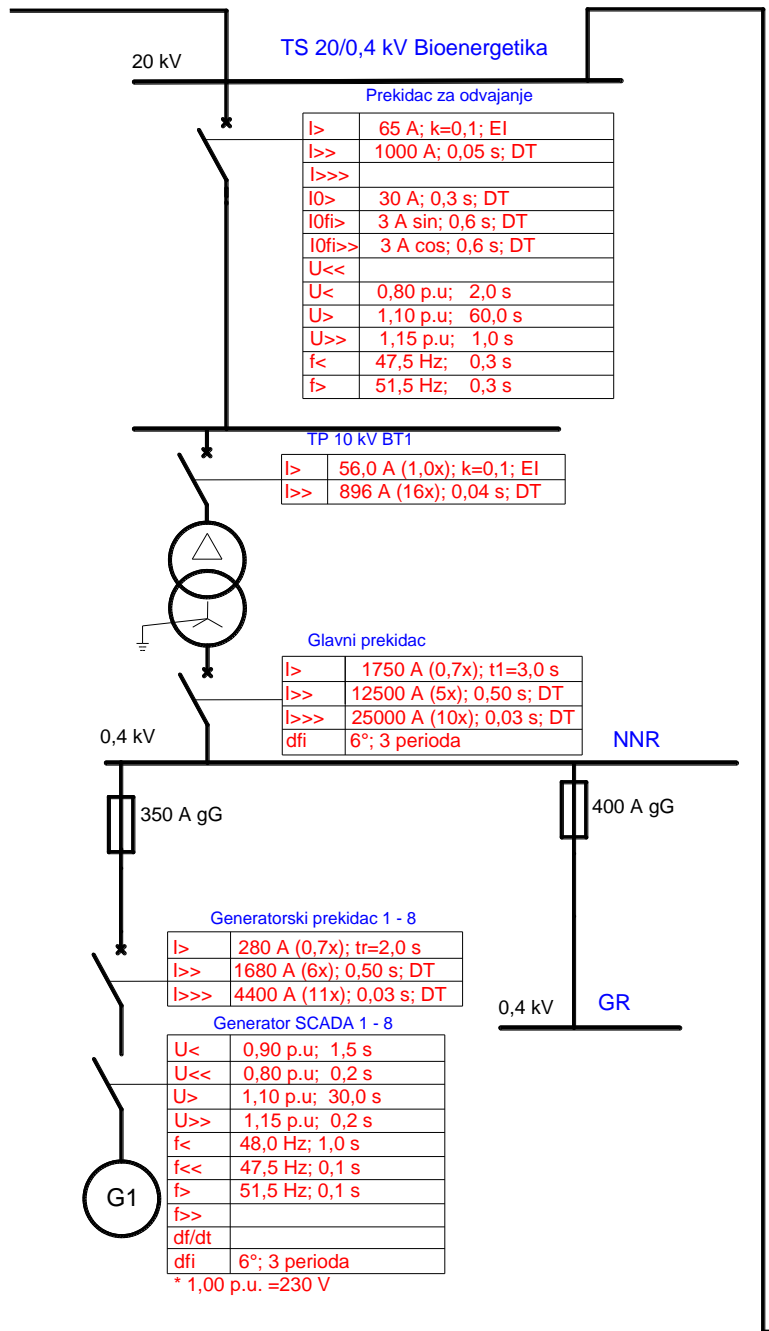 TS 20/0,4 kV Bioenergetika
20 kV
Prekidac za odvajanje
I> 65 A; k=0,1; EI
I>> 1000 A; 0,05 s; DT
I>>>
I0> 30 A; 0,3 s; DT
I0fi> 3 A sin; 0,6 s; DT
I0fi>> 3 A cos; 0,6 s; DT
U<<
U< 0,80 p.u; 2,0 s
U> 1,10 p.u; 60,0 s
U>> 1,15 p.u; 1,0 s
f< 47,5 Hz; 0,3 s
f> 51,5 Hz; 0,3 s
TP 10 kV BT1
I> 56,0 A (1,0x); k=0,1; EI
I>> 896 A (16x); 0,04 s; DT
Glavni prekidac
I> 1750 A (0,7x); t1=3,0 s
I>> 12500 A (5x); 0,50 s; DT
I>>> 25000 A (10x); 0,03 s; DT
dfi 6°; 3 perioda
0,4 kV
NNR
350 A gG
400 A gG
Generatorski prekidac 1 - 8
I> 280 A (0,7x); tr=2,0 s
I>> 1680 A (6x); 0,50 s; DT
I>>> 4400 A (11x); 0,03 s; DT
0,4 kV
GR
Generator SCADA 1 - 8
U< 0,90 p.u; 1,5 s
U<< 0,80 p.u; 0,2 s
U> 1,10 p.u; 30,0 s
U>> 1,15 p.u; 0,2 s
f< 48,0 Hz; 1,0 s
f<< 47,5 Hz; 0,1 s
f> 51,5 Hz; 0,1 s
f>>
df/dt
dfi 6°; 3 perioda
* 1,00 p.u. =230 V
G1